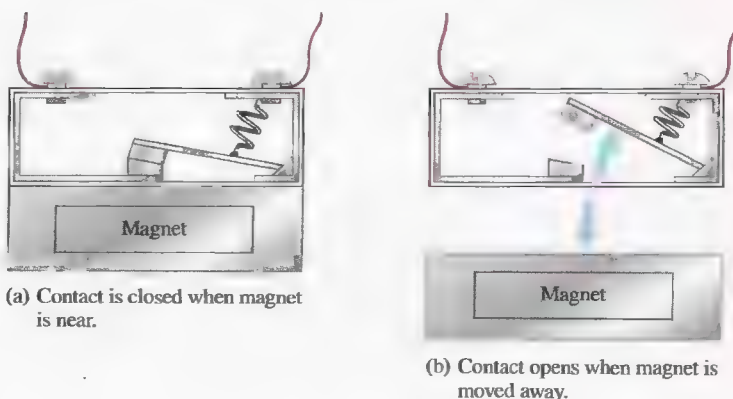 Magnet
(a) Contact is closed when magnet
is near.
Magnet
(b) Contact opens when magnet is
moved away.